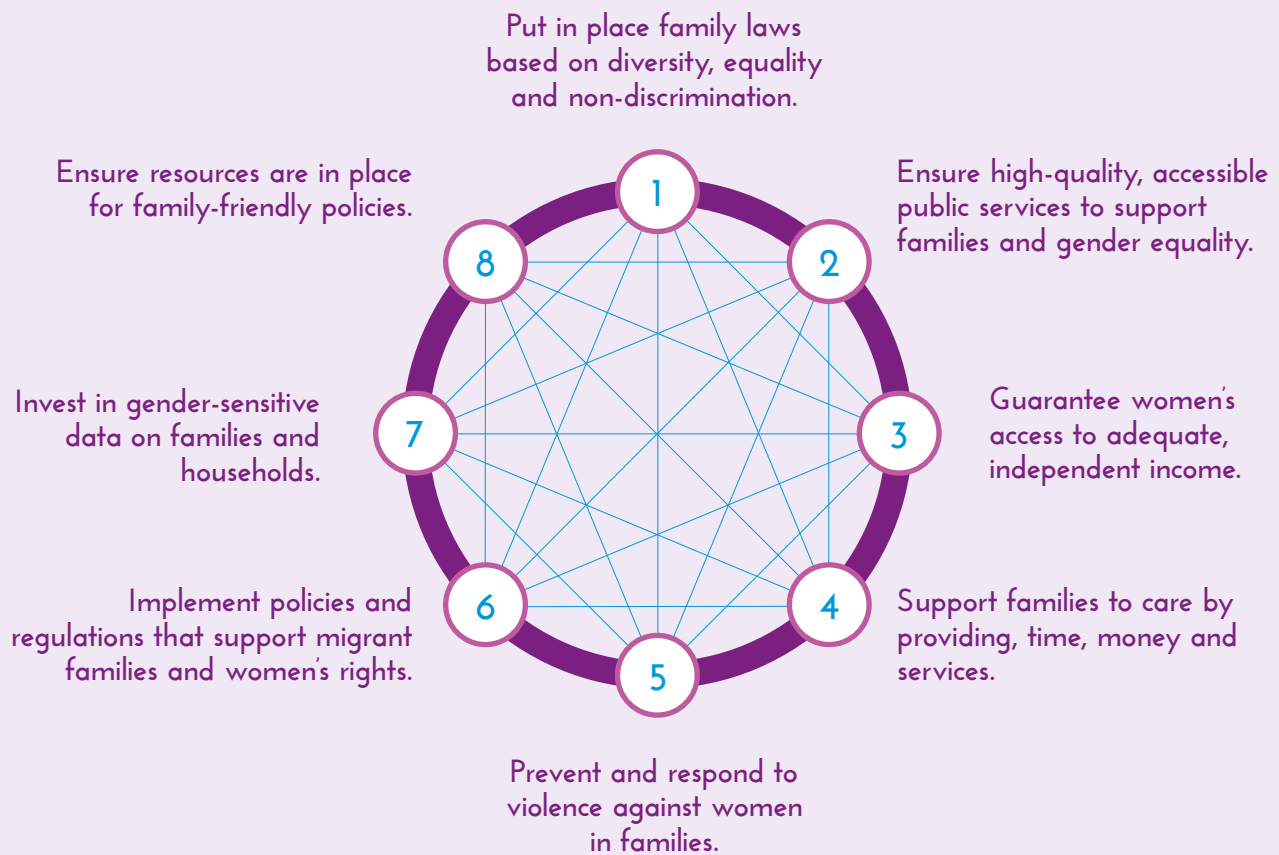 Put in place family laws
based on diversity, equality
and non-discrimination.
1
Ensure high-quality, accessible
public services to support
families and gender equality.
2
Guarantee women's
access to adequate,
independent income.
3
Support families to care by
providing, time, money and
services.
4
Prevent and respond to
violence against women
in families.
5
Implement policies and
regulations that support migrant
families and women's rights.
6
Invest in gender-sensitive
data on families and
households.
7
Ensure resources are in place
for family-friendly policies.
8